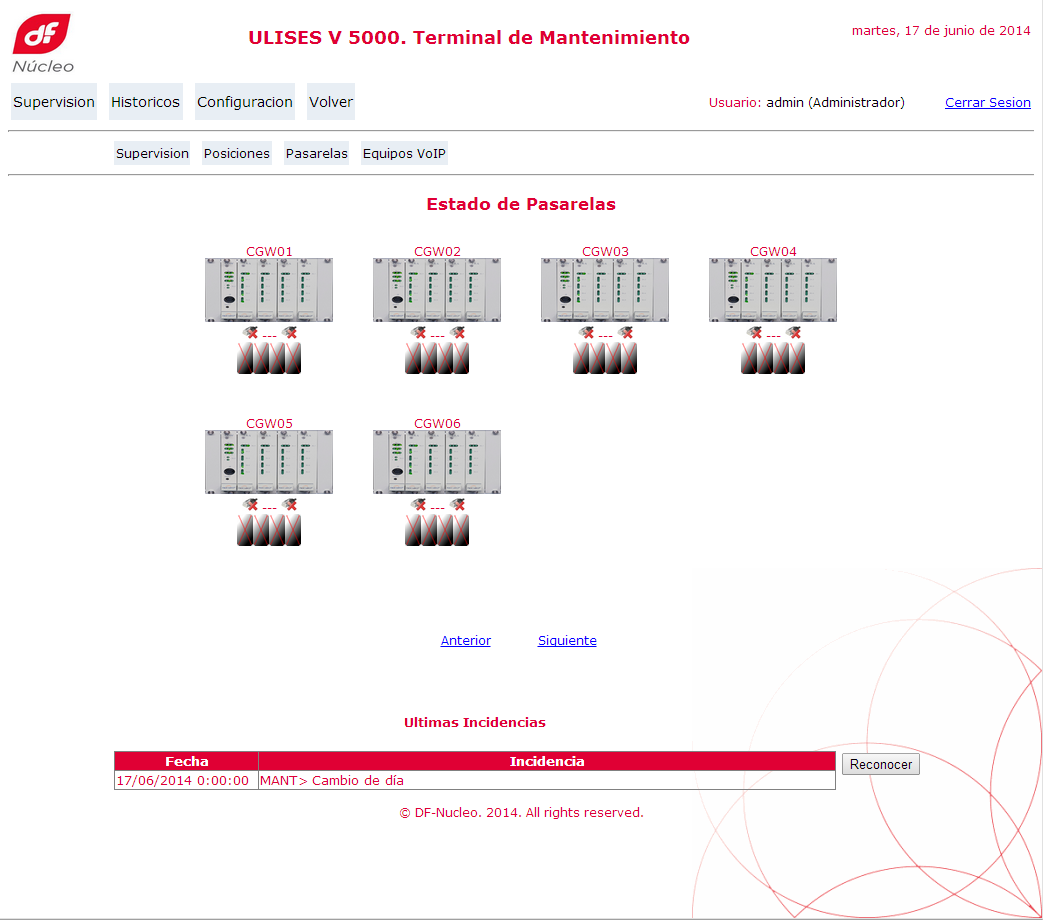 df
Núcleo
ULISES V 5000. Terminal de Mantenimiento
martes, 17 de junio de 2014
Supervision Historicos Configuracion Volver
Usuario: admin (Administrador) Cerrar Sesion
Supervision Posiciones Pasarelas Equipos VoIP
Estado de Pasarelas
CGW01 CGW02 CGW03 CGW04
--- --- --- ---
CGW05 CGW06
--- ---
Anterior Siguiente
Ultimas Incidencias
Fecha Incidencia
Reconocer
17/06/2014 0:00:00 MANT> Cambio de día
© DF-Nucleo. 2014. All rights reserved.